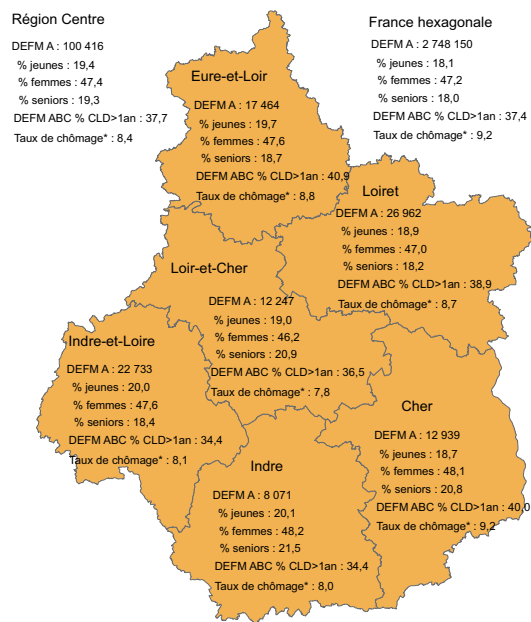 Région Centre
DEFM A : 100 416
% jeunes : 19,4
% femmes : 47,4
% seniors : 19,3
DEFM ABC % CLD>1an : 37,7
Taux de chômage* : 8,4
France hexagonale
DEFM A : 2 748 150
% jeunes : 18,1
% femmes : 47,2
% seniors : 18,0
DEFM ABC % CLD>1an : 37,4
Taux de chômage* : 9,2
Eure-et-Loir
DEFM A : 17 464
% jeunes : 19,7
% femmes : 47,6
% seniors : 18,7
DEFM ABC % CLD>1an : 40,9
Taux de chômage* : 8,8
Loiret
DEFM A : 26 962
% jeunes : 18,9
% femmes : 47,0
% seniors : 18,2
DEFM ABC % CLD>1an : 38,9
Taux de chômage* : 8,7
Loir-et-Cher
DEFM A : 12 247
% jeunes : 19,0
% femmes : 46,2
% seniors : 20,9
DEFM ABC % CLD>1an : 36,5
Taux de chômage* : 7,8
Indre-et-Loire
DEFM A : 22 733
% jeunes : 20,0
% femmes : 47,6
% seniors : 18,4
DEFM ABC % CLD>1an : 34,4
Taux de chômage* : 8,1
Cher
DEFM A : 12 939
% jeunes : 18,7
% femmes : 48,1
% seniors : 20,8
DEFM ABC % CLD>1an : 40,0
Taux de chômage* : 9,2
Indre
DEFM A : 8 071
% jeunes : 20,1
% femmes : 48,2
% seniors : 21,5
DEFM ABC % CLD>1an : 34,4
Taux de chômage* : 8,0